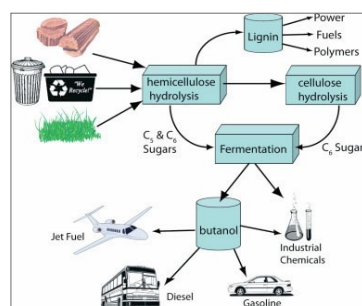 Power
Fuels
Polymers
Lignin
"We
Recycle!"
hemicellulose
hydrolysis
cellulose
hydrolysis
C5 & C6
Sugars
C6 Sugar
Fermentation
butanol
Jet Fuel
Industrial
Chemicals
Diesel
Gasoline